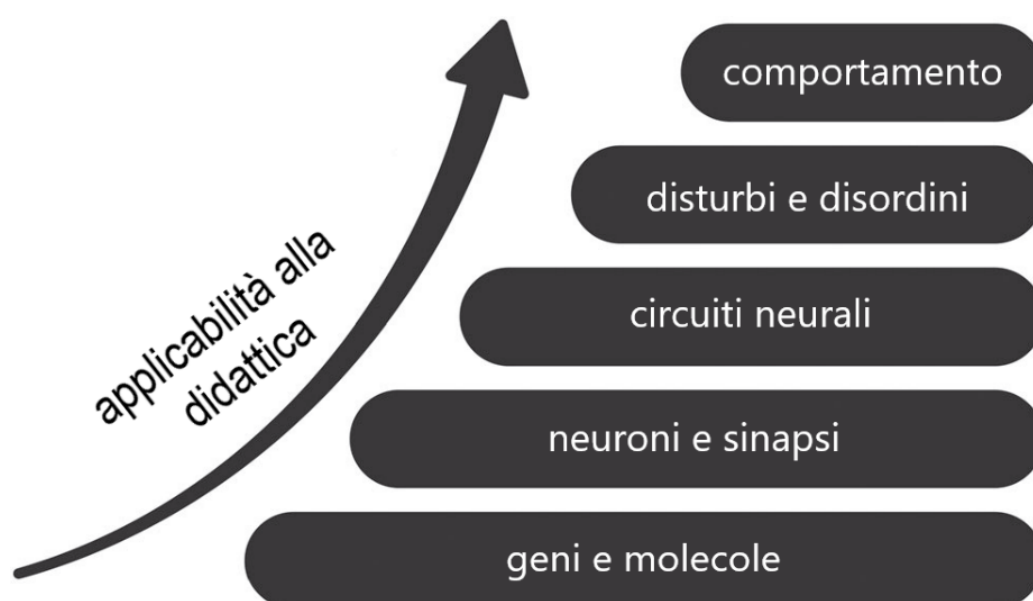 comportamento
disturbi e disordini
applicabilità alla
didattica
circuiti neurali
neuroni e sinapsi
geni e molecole